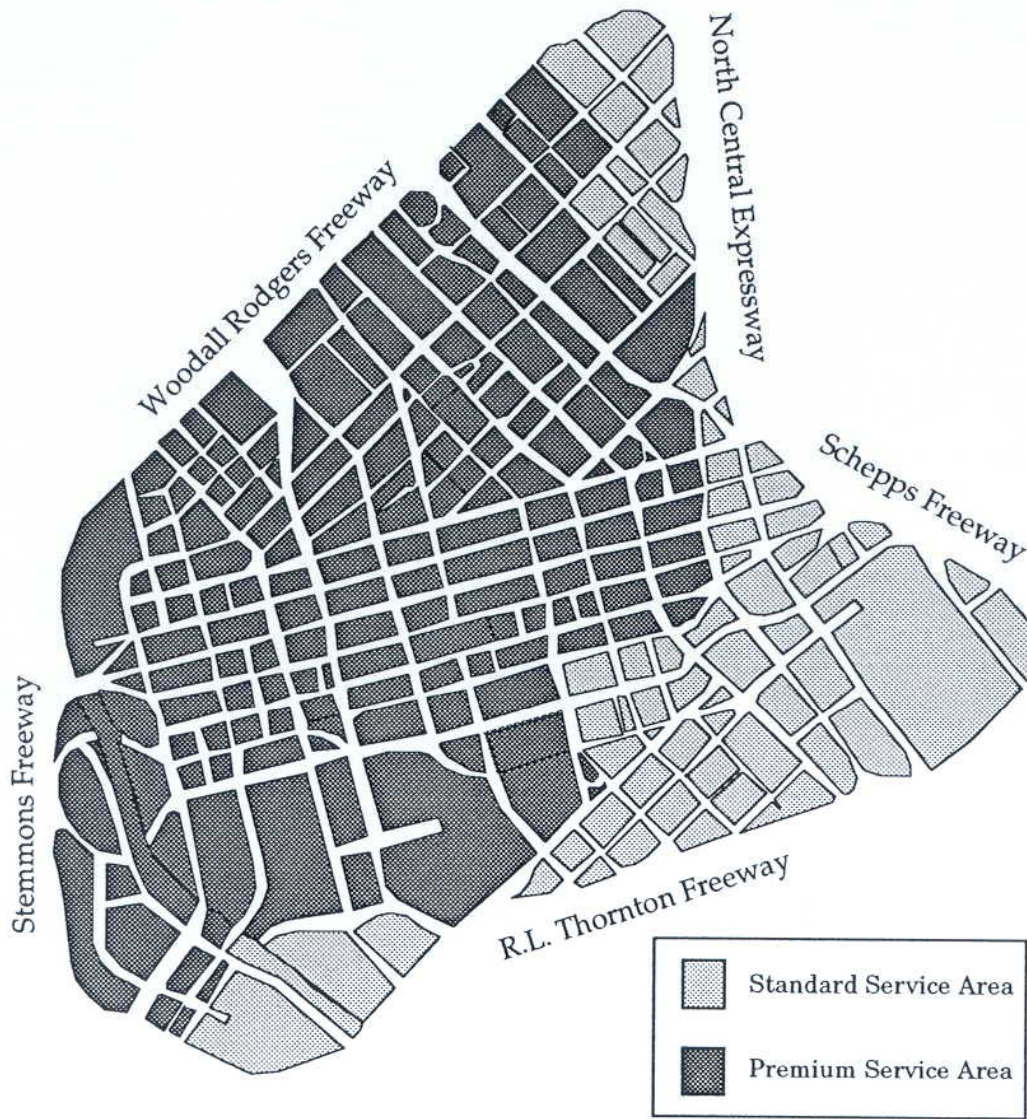 North Central Expressway
Woodall Rodgers Freeway
Schepps Freeway
Stemmons Freeway
R.L. Thornton Freeway
Standard Service Area
Premium Service Area